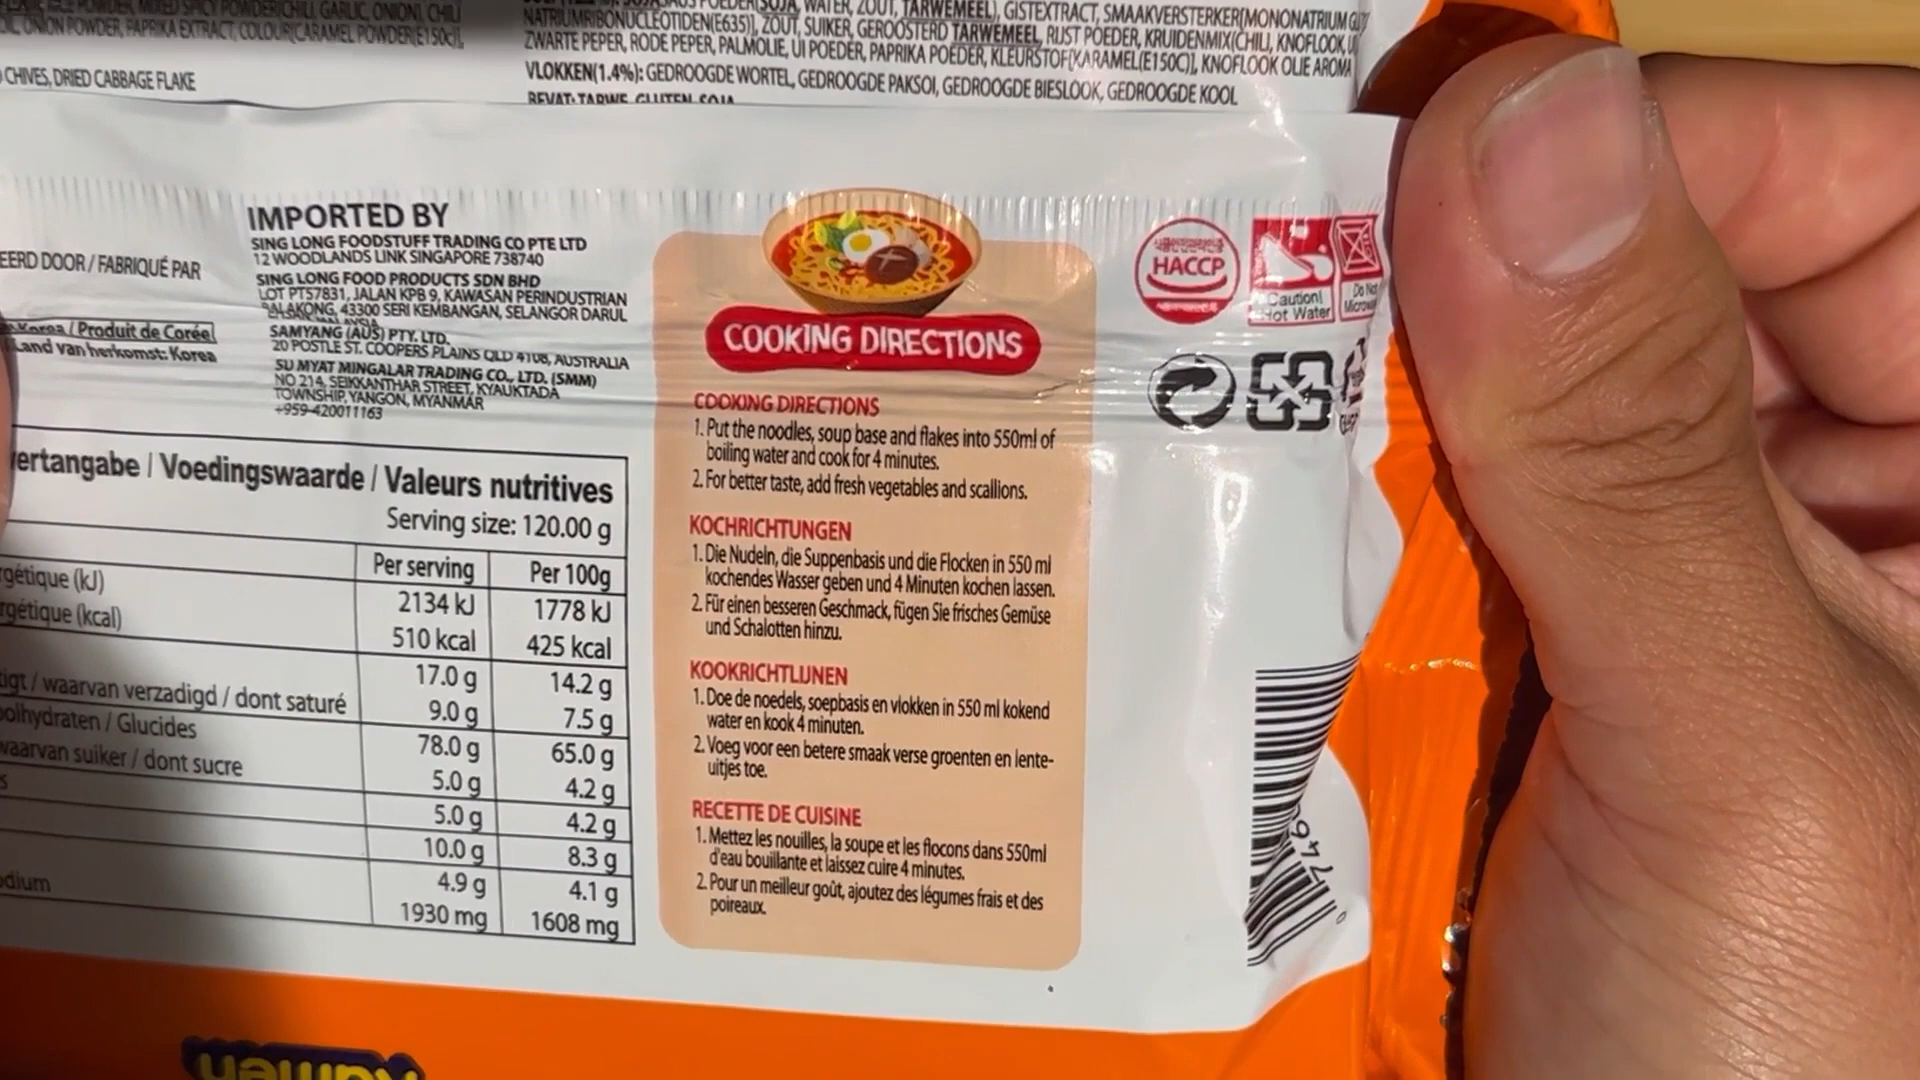 CHILI, GARLIC, ONION], CHILI
ONION POWDER, PAPRIKA EXTRACT, COLOUR[CARAMEL POWDER(E150c)],
CHIVES, DRIED CABBAGE FLAKE
WATER, ZOUT, TARWEMEEL), GISTEXTRACT, SMAAKVERSTERKER[MONONATRIUM
NATRIUMRIBONUCLEOTIDEN(E635)], ZOUT, SUIKER, GEROOSTERD TARWEMEEL, RIJST POEDER, KRUIDENMIX(CHILI, KNOFLOOK,
ZWARTE PEPER, RODE PEPER, PALMOLIE, UI POEDER, PAPRIKA POEDER, KLEURSTOF[KARAMEL(E150C)], KNOFLOOK OLIE AROMA
VLOKKEN(1.4%): GEDROOGDE WORTEL, GEDROOGDE PAKSOI, GEDROOGDE BIESLOOK, GEDROOGDE KOOL
BEVAT: TARWE, GLUTEN, SOJA
EERD DOOR / FABRIQUÉ PAR
Korea / Produit de Corée
Land van herkomst: Korea
IMPORTED BY
SING LONG FOODSTUFF TRADING CO PTE LTD
12 WOODLANDS LINK SINGAPORE 738740
SING LONG FOOD PRODUCTS SDN BHD
LOT PT57831, JALAN KPB 9, KAWASAN PERINDUSTRIAN
BALAKONG, 43300 SERI KEMBANGAN, SELANGOR DARUL
SAMYANG (AUS) PTY. LTD.
20 POSTLE ST. COOPERS PLAINS QLD 4108, AUSTRALIA
SU MYAT MINGALAR TRADING CO., LTD. (SMM)
NO 214, SEIKKANTHAR STREET, KYAUKTADA
TOWNSHIP, YANGON, MYANMAR
+959-420011163
ertangabe / Voedingswaarde / Valeurs nutritives
Serving size: 120.00 g
Per serving Per 100g
rgétique (kJ) 2134 kJ 1778 kJ
rgétique (kcal) 510 kcal 425 kcal
17.0 g 14.2 g
tigt / waarvan verzadigd / dont saturé 9.0 g 7.5 g
olhydraten / Glucides 78.0 g 65.0 g
waarvan suiker / dont sucre 5.0 g 4.2 g
5.0 g 4.2 g
10.0 g 8.3 g
4.9 g 4.1 g
dium 1930 mg 1608 mg
COOKING DIRECTIONS
COOKING DIRECTIONS
1. Put the noodles, soup base and flakes into 550ml of
boiling water and cook for 4 minutes.
2. For better taste, add fresh vegetables and scallions.
KOCHRICHTUNGEN
1. Die Nudeln, die Suppenbasis und die Flocken in 550 ml
kochendes Wasser geben und 4 Minuten kochen lassen.
2. Für einen besseren Geschmack, fügen Sie frisches Gemüse
und Schalotten hinzu.
KOOKRICHTLIJNEN
1. Doe de noedels, soepbasis en vlokken in 550 ml kokend
water en kook 4 minuten.
2. Voeg voor een betere smaak verse groenten en lente-
uitjes toe.
RECETTE DE CUISINE
1. Mettez les nouilles, la soupe et les flocons dans 550ml
d'eau bouillante et laissez cuire 4 minutes.
2. Pour un meilleur goût, ajoutez des légumes frais et des
poireaux.
HACCP
Caution!
Hot Water
Do Not
Ramen